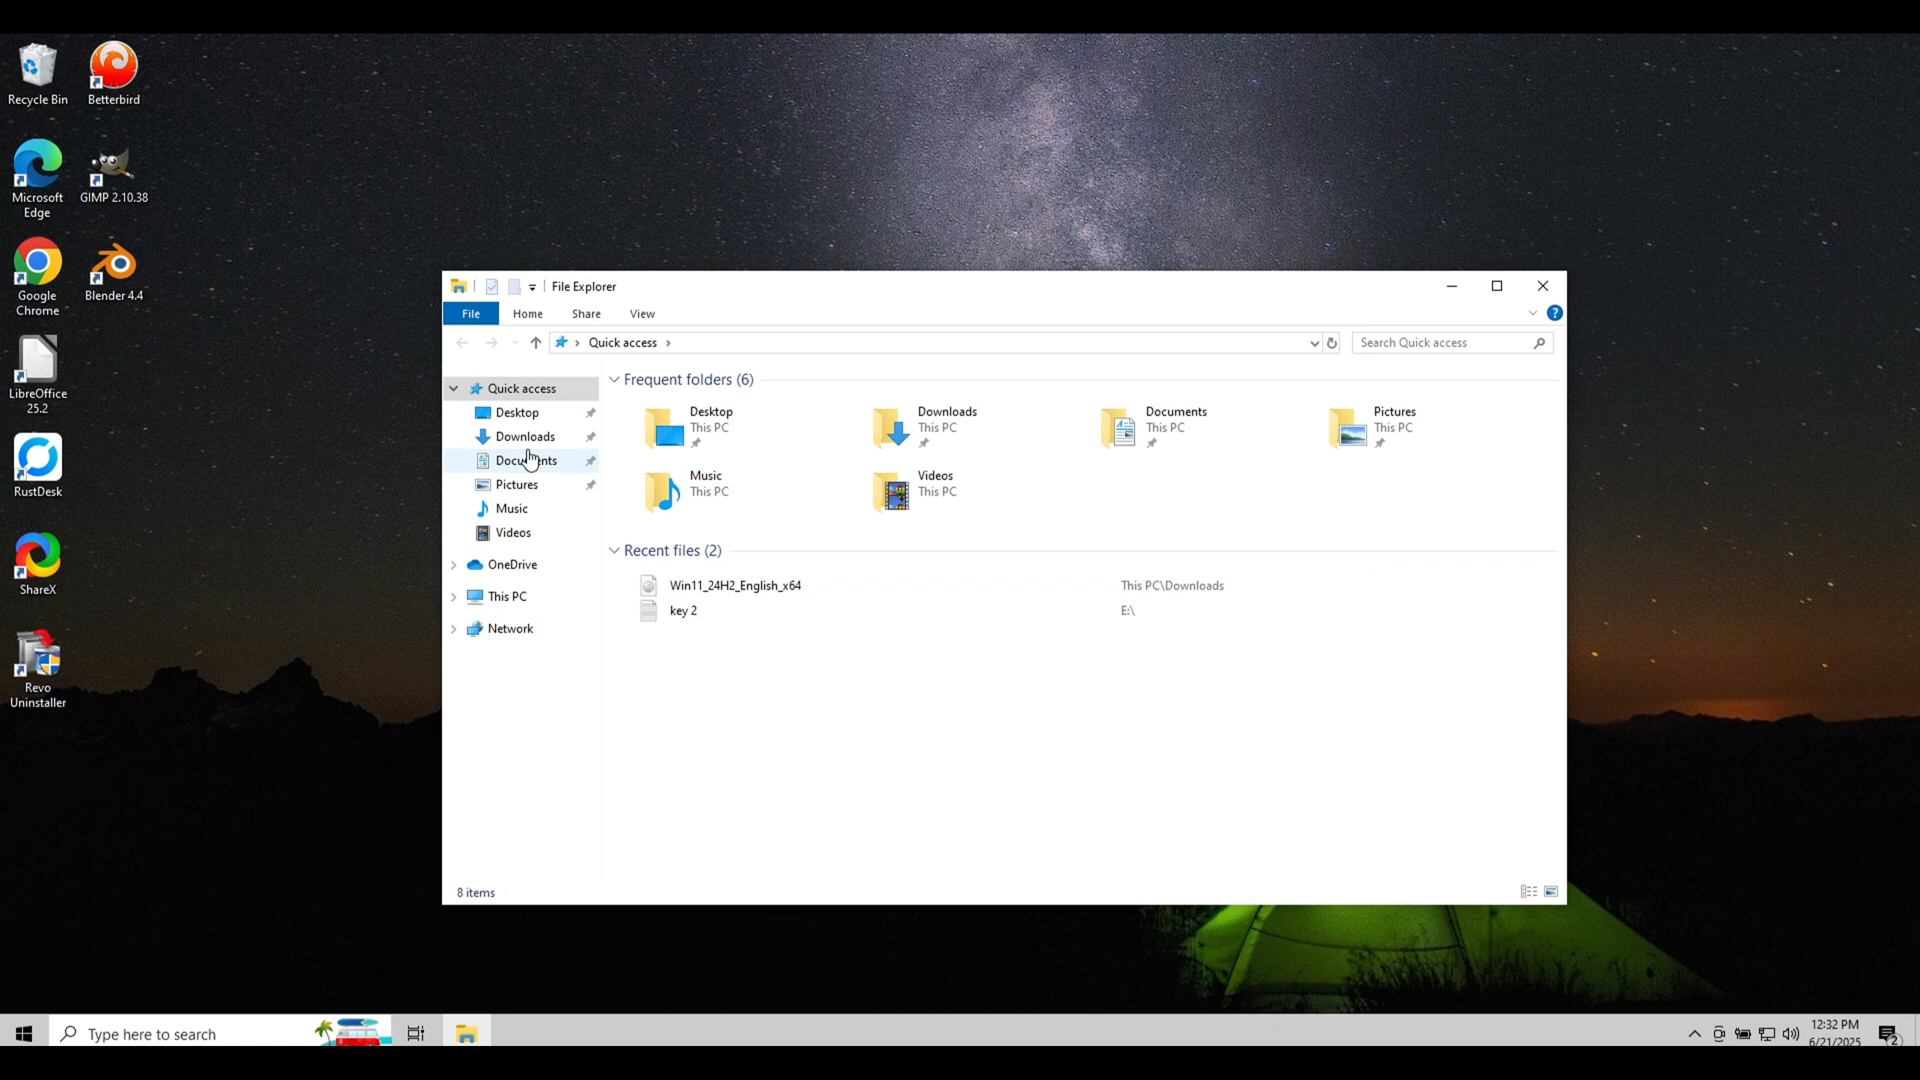 Recycle Bin
Betterbird
Microsoft
Edge
GIMP 2.10.38
Google
Chrome
Blender 4.4
LibreOffice
25.2
RustDesk
ShareX
Revo
Uninstaller
File Explorer
File
Home
Share
View
Quick access
Search Quick access
Quick access
Desktop
Downloads
Documents
Pictures
Music
Videos
OneDrive
This PC
Network
Frequent folders (6)
Desktop
This PC
Downloads
This PC
Documents
This PC
Pictures
This PC
Music
This PC
Videos
This PC
Recent files (2)
Win11_24H2_English_x64
This PC\Downloads
key 2
E:\
8 items
Type here to search
12:32 PM
6/21/2025
2